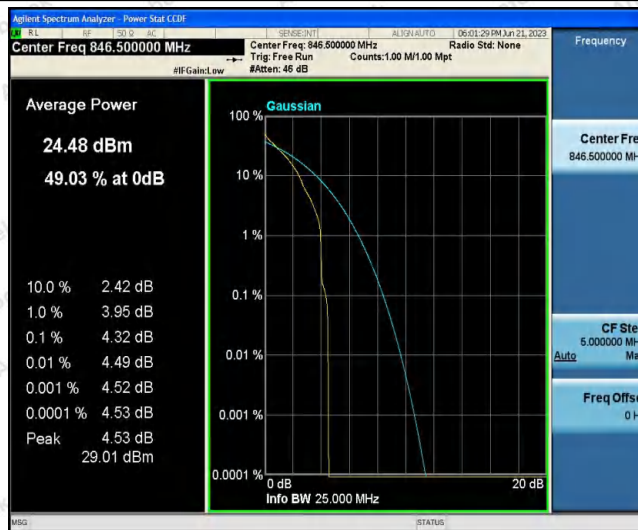 Agilent Spectrum Analyzer - Power Stat CCDF
RL RF 50 Ω AC SENSE:INT ALIGN AUTO 06:01:29 PM Jun 21, 2023
Center Freq 846.500000 MHz
Center Freq: 846.500000 MHz Radio Std: None
Trig: Free Run Counts:1.00 M/1.00 Mpt
#IFGain:Low #Atten: 46 dB
Frequency
Average Power
24.48 dBm
49.03 % at 0dB
10.0 % 2.42 dB
1.0 % 3.95 dB
0.1 % 4.32 dB
0.01 % 4.49 dB
0.001 % 4.52 dB
0.0001 % 4.53 dB
Peak 4.53 dB
29.01 dBm
Gaussian
100 %
10 %
1 %
0.1 %
0.01 %
0.001 %
0.0001 %
0 dB 20 dB
Info BW 25.000 MHz
Center Fre
846.500000 MH
CF Ste
5.000000 MH
Auto Ma
Freq Offse
0 H
MSG STATUS